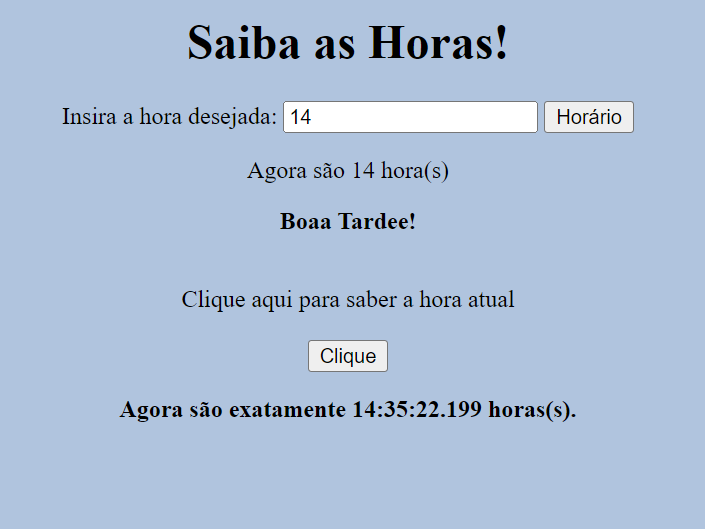 Saiba as Horas!
Insira a hora desejada: 14 Horário
Agora são 14 hora(s)
Boaa Tardee!
Clique aqui para saber a hora atual
Clique
Agora são exatamente 14:35:22.199 horas(s).